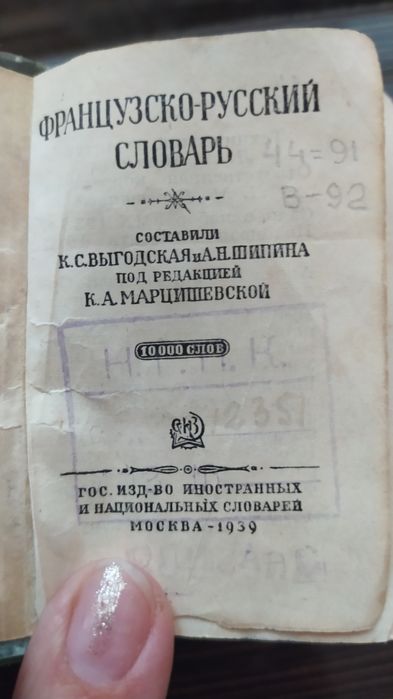 ФРАНЦУЗСКО-РУССКИЙ
СЛОВАРЬ
44=91
В-92
СОСТАВИЛИ
К.С.ВЫГОДСКАЯ и А.Н.ШИПИНА
ПОД РЕДАКЦИЕЙ
К.А.МАРЦИШЕВСКОЙ
10 000 СЛОВ
12351
ГОС. ИЗД-ВО ИНОСТРАННЫХ
И НАЦИОНАЛЬНЫХ СЛОВАРЕЙ
МОСКВА - 1939